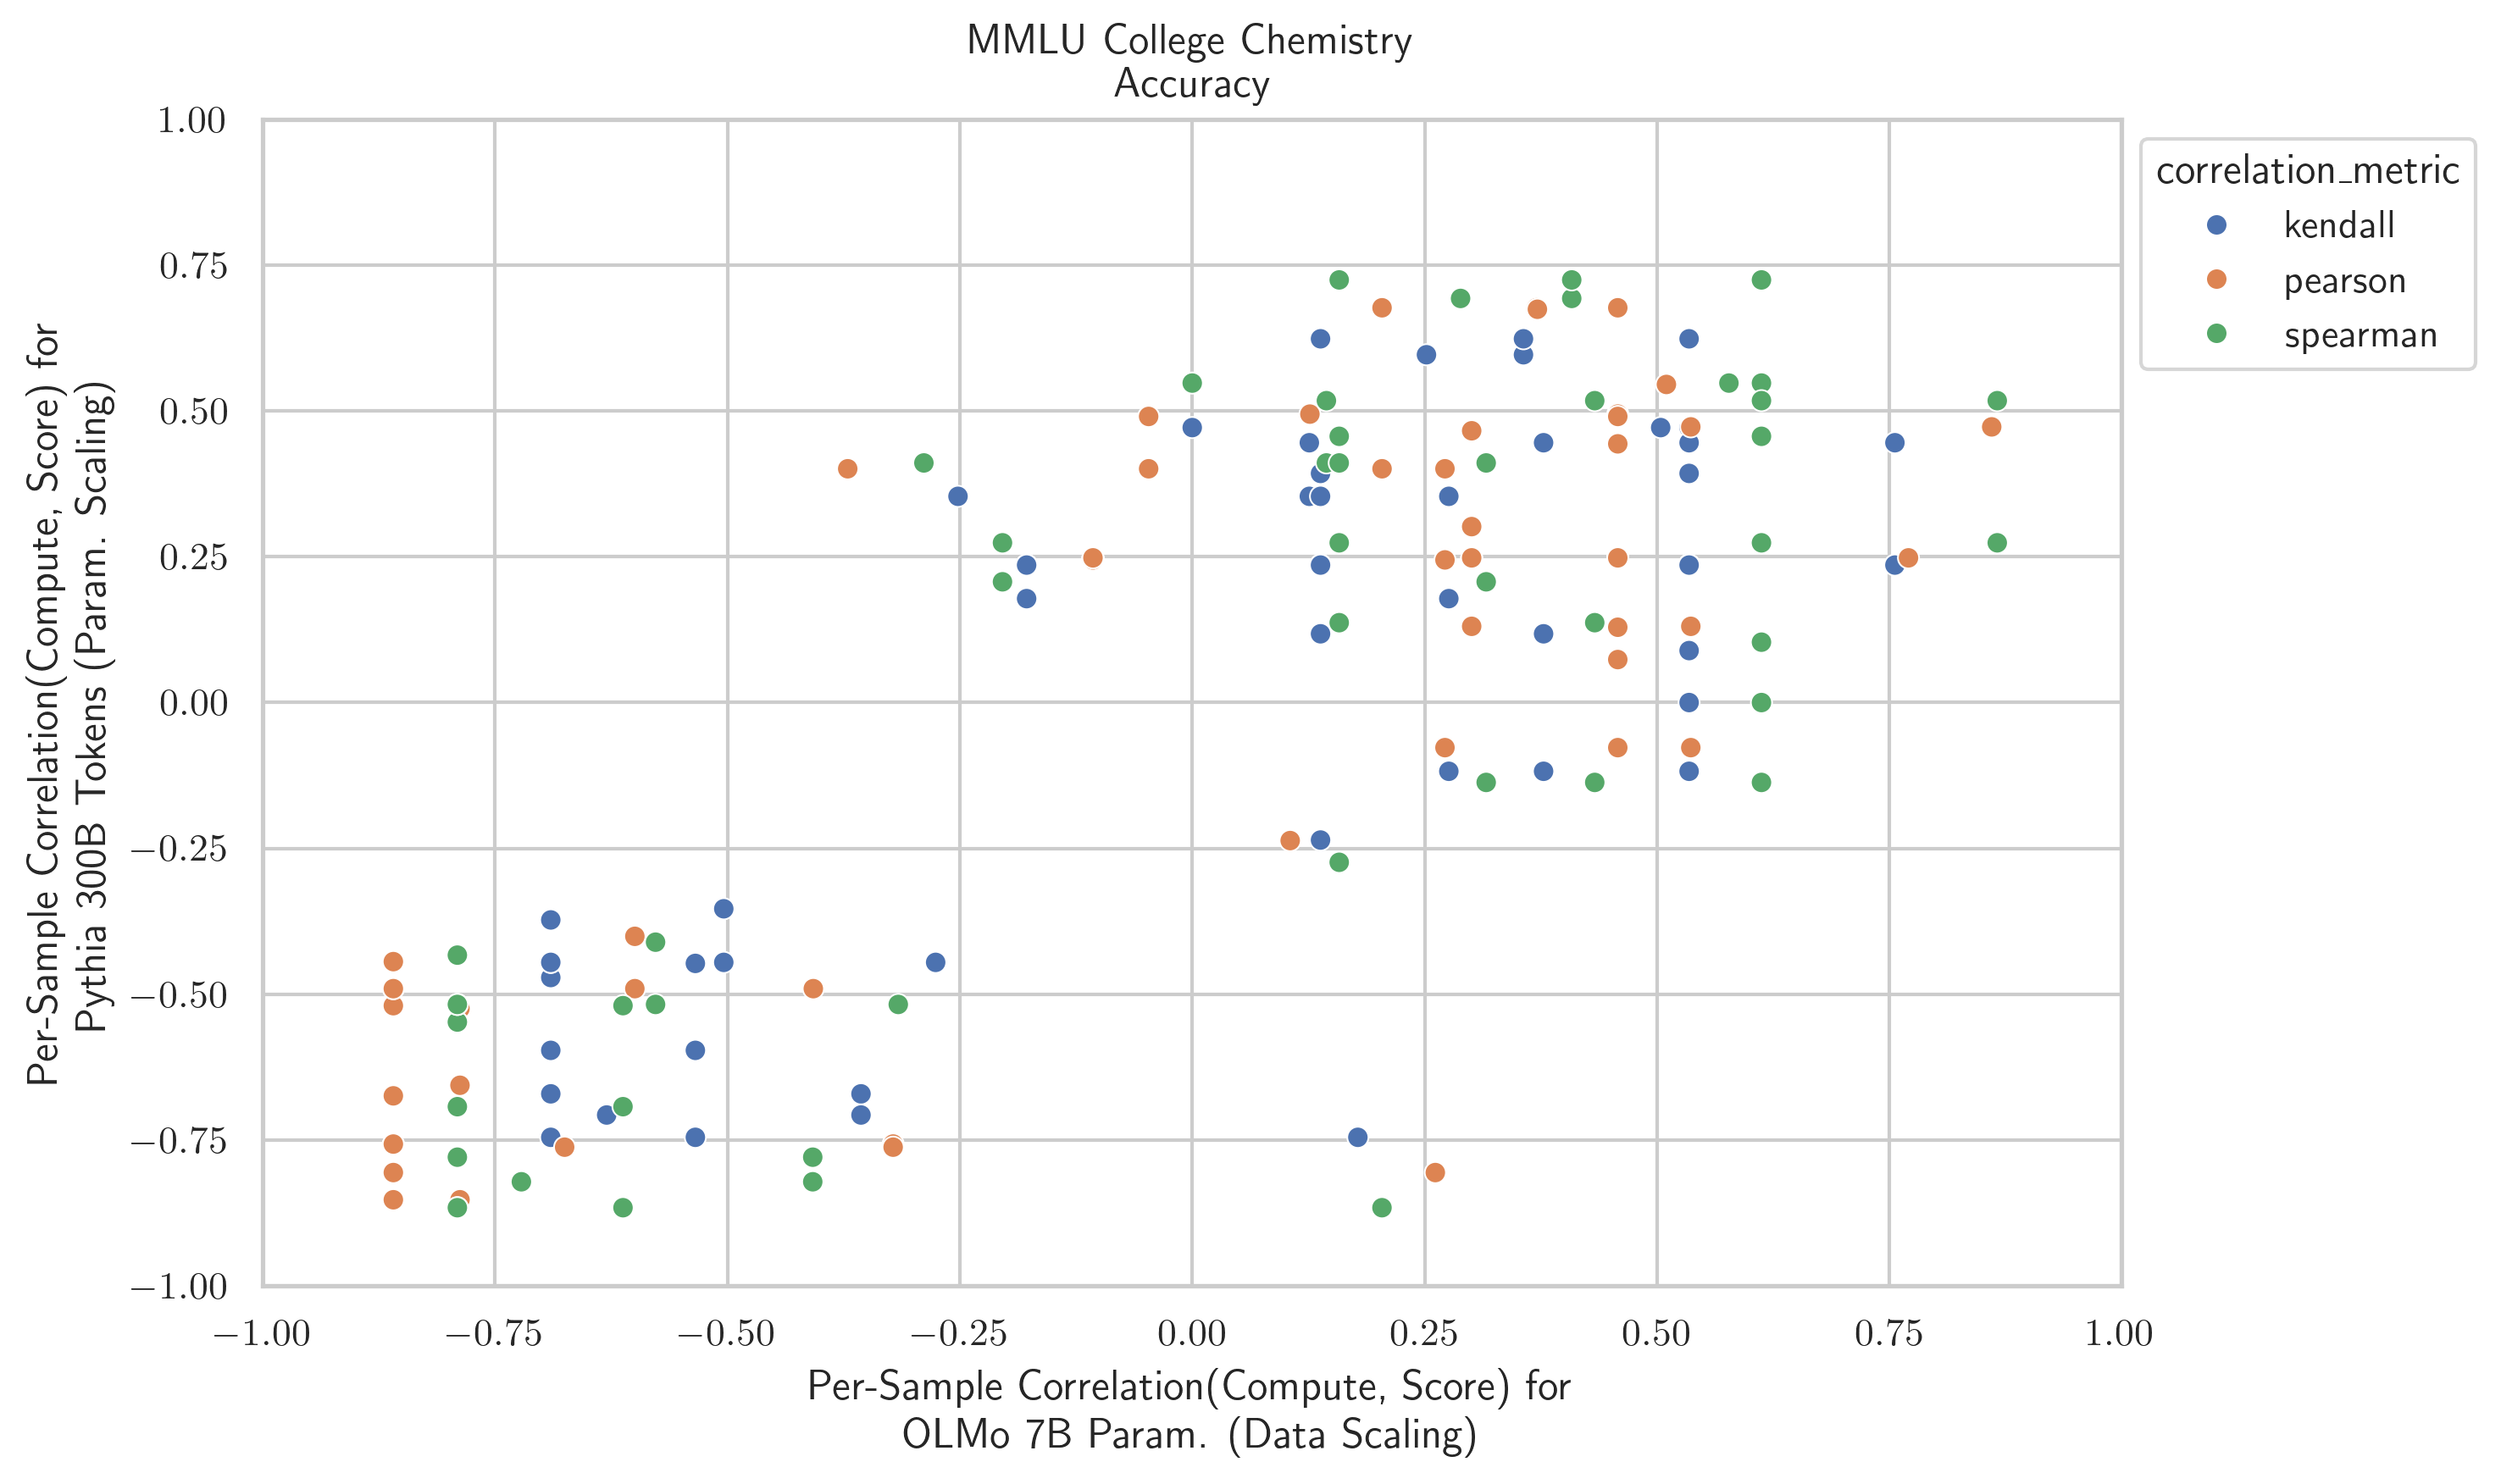 MMLU College Chemistry
Accuracy
Per-Sample Correlation(Compute, Score) for
Pythia 300B Tokens (Param. Scaling)
1.00
0.75
0.50
0.25
0.00
−0.25
−0.50
−0.75
−1.00
−1.00 −0.75 −0.50 −0.25 0.00 0.25 0.50 0.75 1.00
Per-Sample Correlation(Compute, Score) for
OLMo 7B Param. (Data Scaling)
correlation_metric
kendall
pearson
spearman